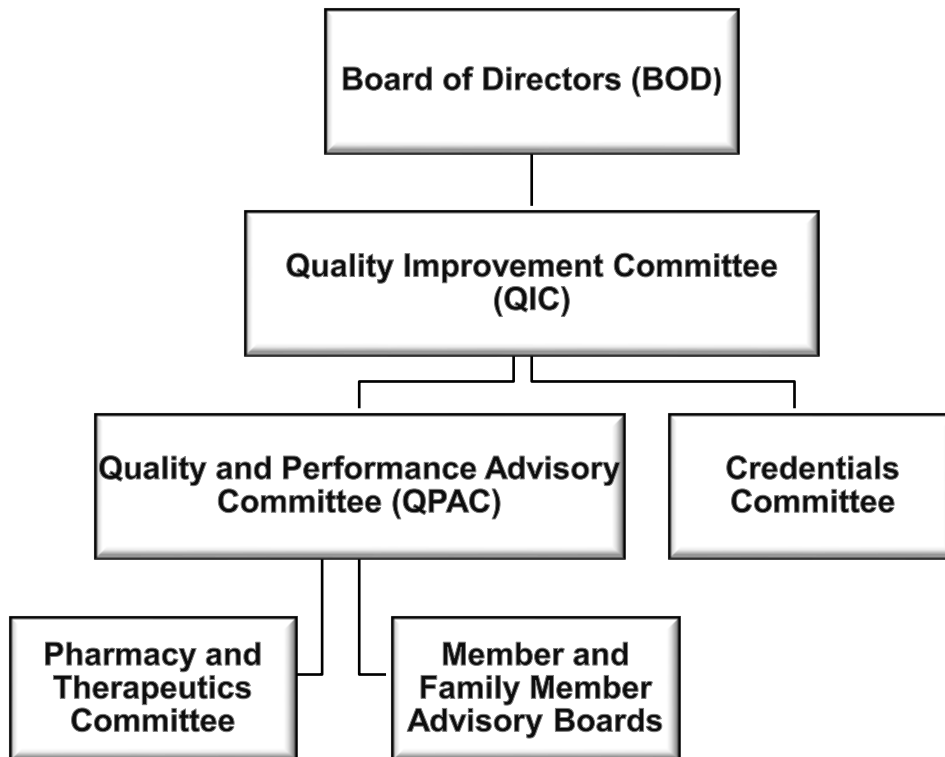 Board of Directors (BOD)
Quality Improvement Committee
(QIC)
Quality and Performance Advisory
Committee (QPAC)
Credentials
Committee
Pharmacy and
Therapeutics
Committee
Member and
Family Member
Advisory Boards